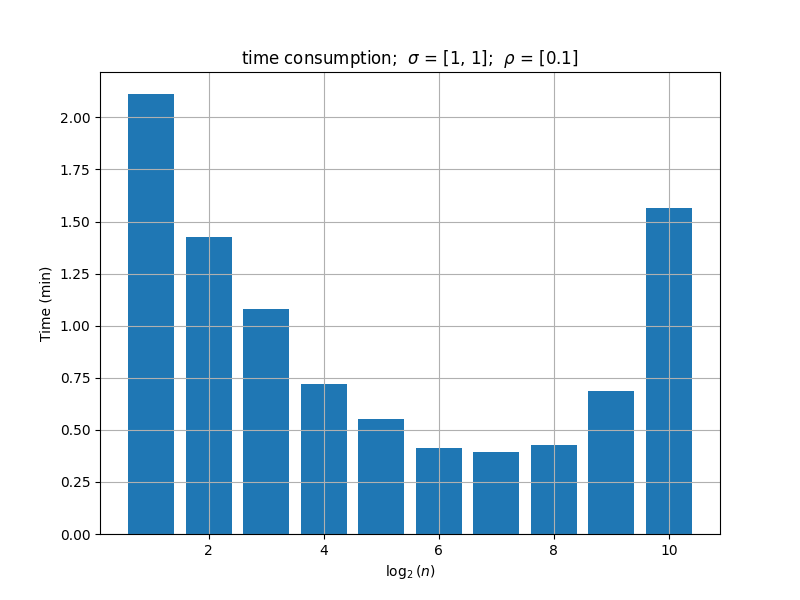 time consumption;  σ = [1, 1];  ρ = [0.1]
Time (min)
2.00
1.75
1.50
1.25
1.00
0.75
0.50
0.25
0.00
2 4 6 8 10
log₂(n)